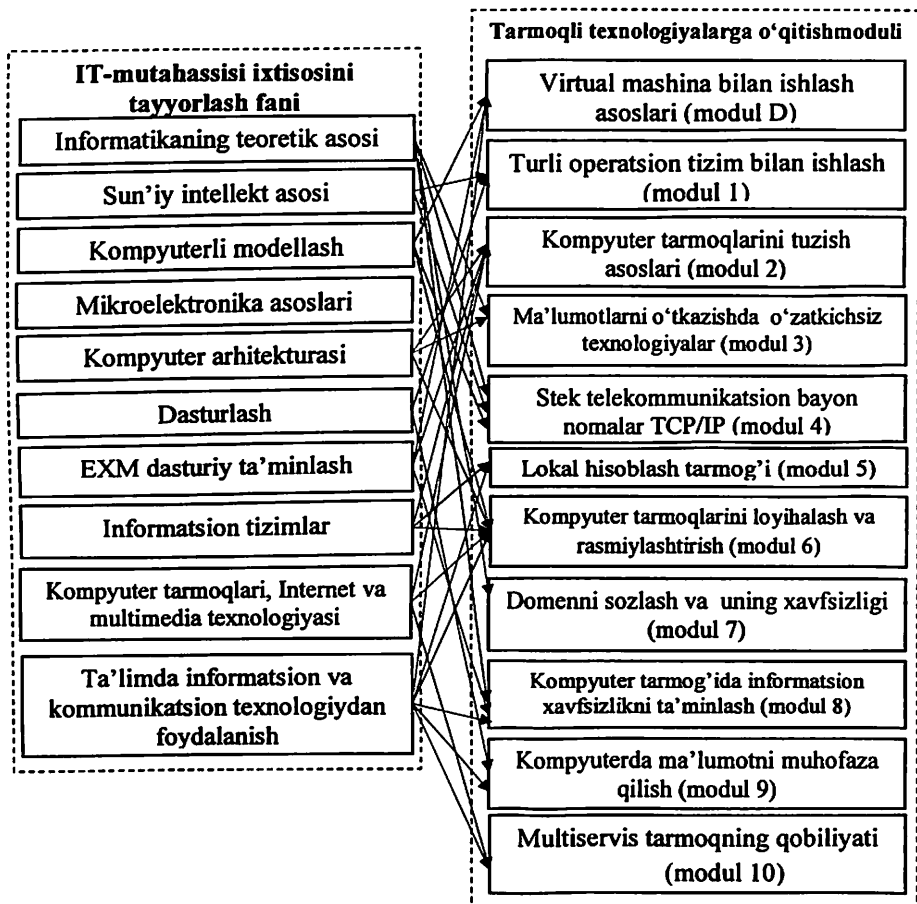 IT-mutahassisi ixtisosini
tayyorlash fani
Informatikaning teoretik asosi
Sun’iy intellekt asosi
Kompyuterli modellash
Mikroelektronika asoslari
Kompyuter arhitekturasi
Dasturlash
EXM dasturiy ta’minlash
Informatsion tizimlar
Kompyuter tarmoqlari, Internet va
multimedia texnologiyasi
Ta’limda informatsion va
kommunikatsion texnologiydan
foydalanish
Tarmoqli texnologiyalarga o‘qitishmoduli
Virtual mashina bilan ishlash
asoslari (modul D)
Turli operatsion tizim bilan ishlash
(modul 1)
Kompyuter tarmoqlarini tuzish
asoslari (modul 2)
Ma’lumotlarni o‘tkazishda o‘zatkichsiz
texnologiyalar (modul 3)
Stek telekommunikatsion bayon
nomalar TCP/IP (modul 4)
Lokal hisoblash tarmog’i (modul 5)
Kompyuter tarmoqlarini loyihalash va
rasmiylashtirish (modul 6)
Domenni sozlash va uning xavfsizligi
(modul 7)
Kompyuter tarmog’ida informatsion
xavfsizlikni ta’minlash (modul 8)
Kompyuterda ma’lumotni muhofaza
qilish (modul 9)
Multiservis tarmoqning qobiliyati
(modul 10)